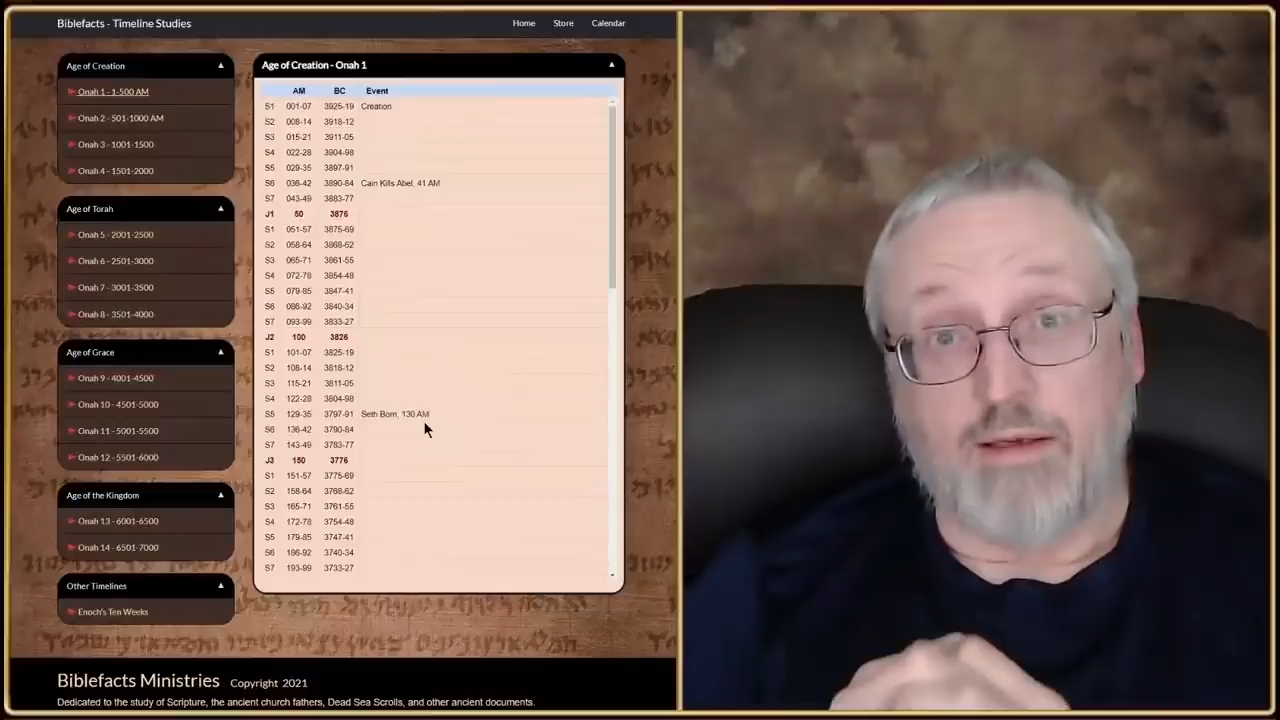 Biblefacts - Timeline Studies
Home Store Calendar
Age of Creation
Onah 1 - 1-500 AM
Onah 2 - 501-1000 AM
Onah 3 - 1001-1500
Onah 4 - 1501-2000
Age of Torah
Onah 5 - 2001-2500
Onah 6 - 2501-3000
Onah 7 - 3001-3500
Onah 8 - 3501-4000
Age of Grace
Onah 9 - 4001-4500
Onah 10 - 4501-5000
Onah 11 - 5001-5500
Onah 12 - 5501-6000
Age of the Kingdom
Onah 13 - 6001-6500
Onah 14 - 6501-7000
Other Timelines
Enoch's Ten Weeks
Age of Creation - Onah 1
AM BC Event
S1 001-07 3925-19 Creation
S2 008-14 3918-12
S3 015-21 3911-05
S4 022-28 3904-98
S5 029-35 3897-91
S6 036-42 3890-84 Cain Kills Abel, 41 AM
S7 043-49 3883-77
J1 50 3876
S1 051-57 3875-69
S2 058-64 3868-62
S3 065-71 3861-55
S4 072-78 3854-48
S5 079-85 3847-41
S6 086-92 3840-34
S7 093-99 3833-27
J2 100 3826
S1 101-07 3825-19
S2 108-14 3818-12
S3 115-21 3811-05
S4 122-28 3804-98
S5 129-35 3797-91 Seth Born, 130 AM
S6 136-42 3790-84
S7 143-49 3783-77
J3 150 3776
S1 151-57 3775-69
S2 158-64 3768-62
S3 165-71 3761-55
S4 172-78 3754-48
S5 179-85 3747-41
S6 186-92 3740-34
S7 193-99 3733-27
Biblefacts Ministries Copyright 2021
Dedicated to the study of Scripture, the ancient church fathers, Dead Sea Scrolls, and other ancient documents.